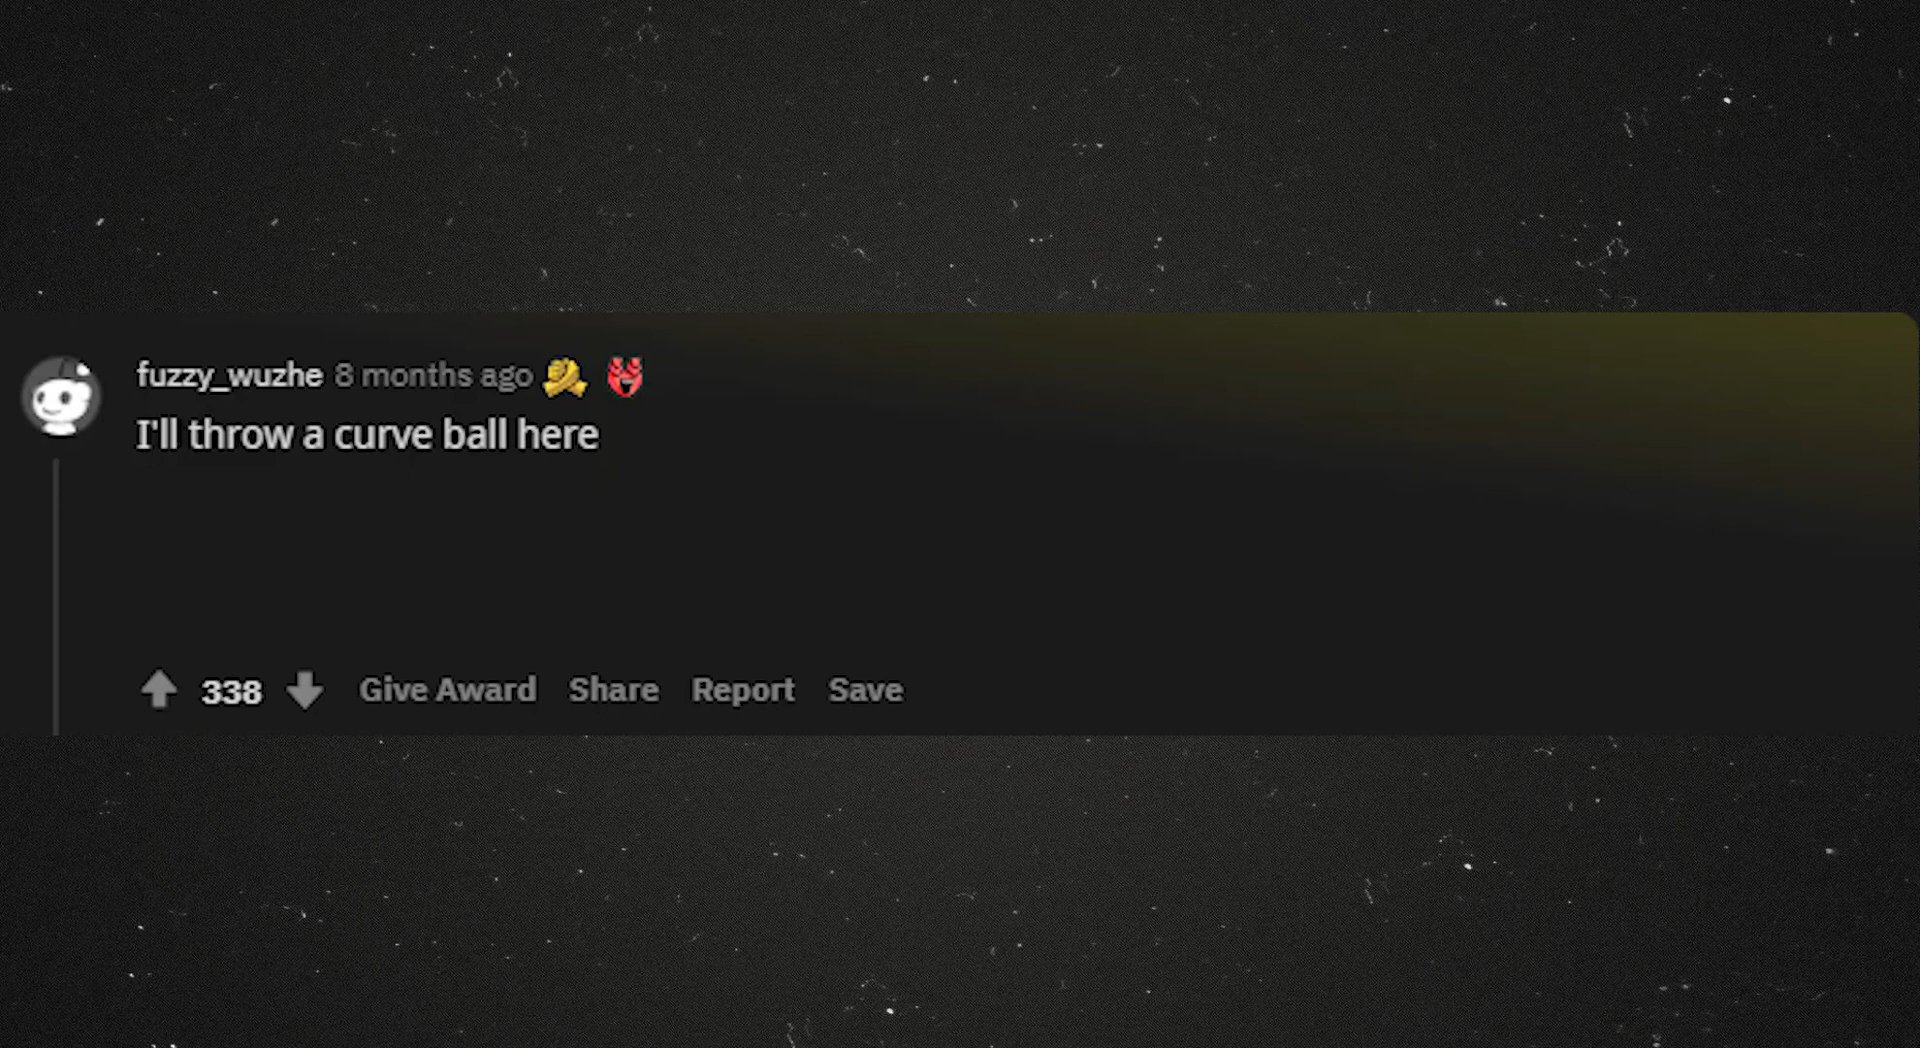 fuzzy_wuzhe 8 months ago
I'll throw a curve ball here
338 Give Award Share Report Save